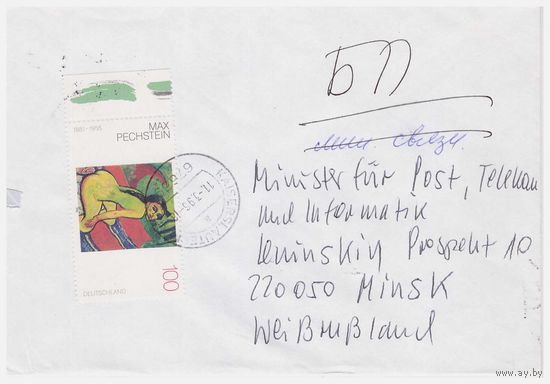 БП
мин. связи
1881-1955
MAX
PECHSTEIN
Minister für Post, Telekom
und Informatik
Leninskiy Prospekt 10
220050 Minsk
Weißrußland
KAISERSLAUTERN
DEUTSCHLAND
100
www.ay.by